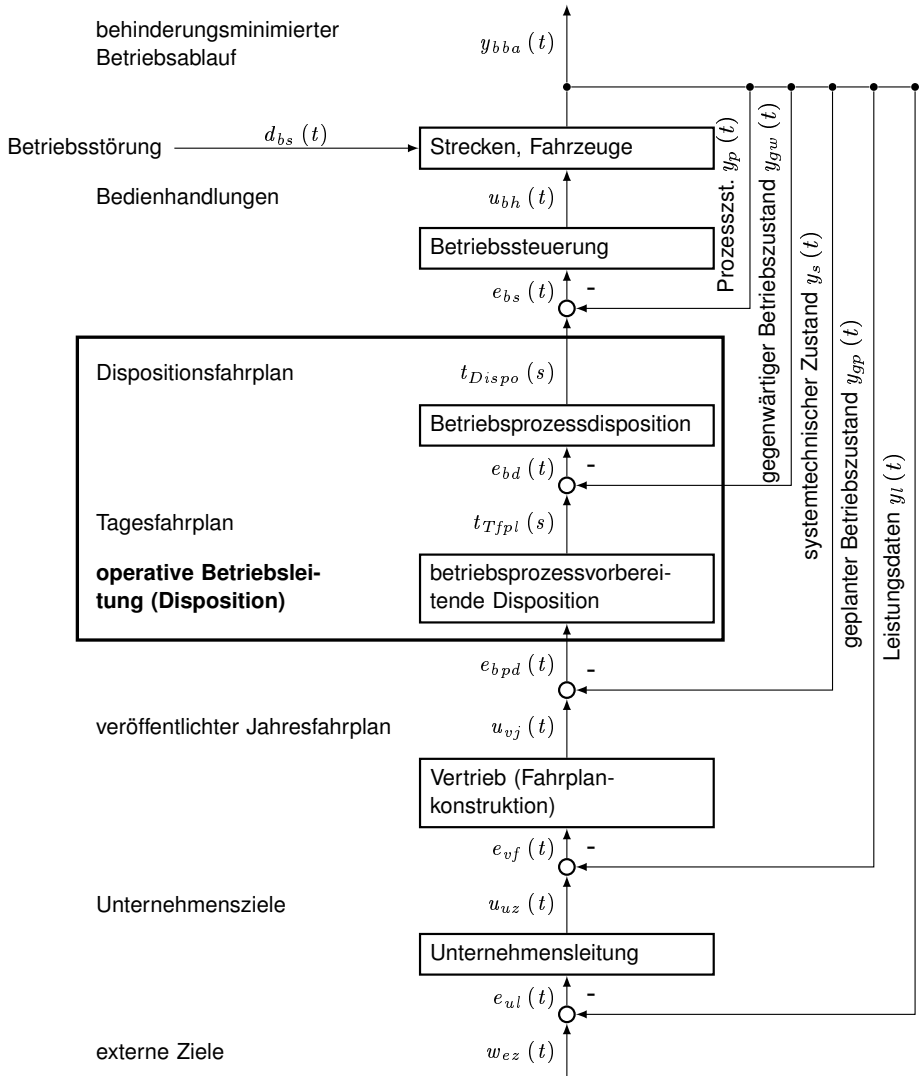 behinderungsminimierter
Betriebsablauf
y_{bba} (t)
Betriebsstörung
d_{bs} (t)
Strecken, Fahrzeuge
Bedienhandlungen
u_{bh} (t)
Betriebssteuerung
e_{bs} (t)
-
Prozesszst. y_p (t)
gegenwärtiger Betriebszustand y_{gw} (t)
systemtechnischer Zustand y_s (t)
geplanter Betriebszustand y_{gp} (t)
Leistungsdaten y_l (t)
Dispositionsfahrplan
t_{Dispo} (s)
Betriebsprozessdisposition
e_{bd} (t)
-
Tagesfahrplan
t_{Tfpl} (s)
operative Betriebslei-
tung (Disposition)
betriebsprozessvorberei-
tende Disposition
e_{bpd} (t)
-
veröffentlichter Jahresfahrplan
u_{vj} (t)
Vertrieb (Fahrplan-
konstruktion)
e_{vf} (t)
-
Unternehmensziele
u_{uz} (t)
Unternehmensleitung
e_{ul} (t)
-
externe Ziele
w_{ez} (t)